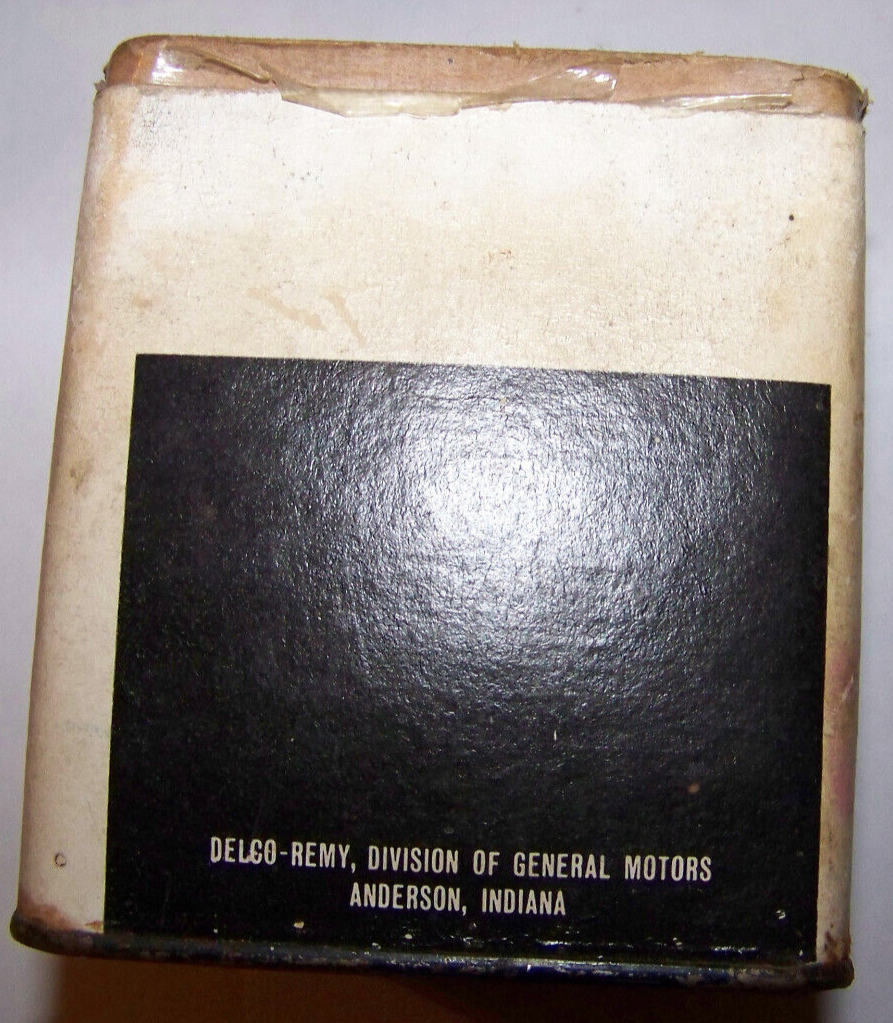 DELCO-REMY, DIVISION OF GENERAL MOTORS
ANDERSON, INDIANA